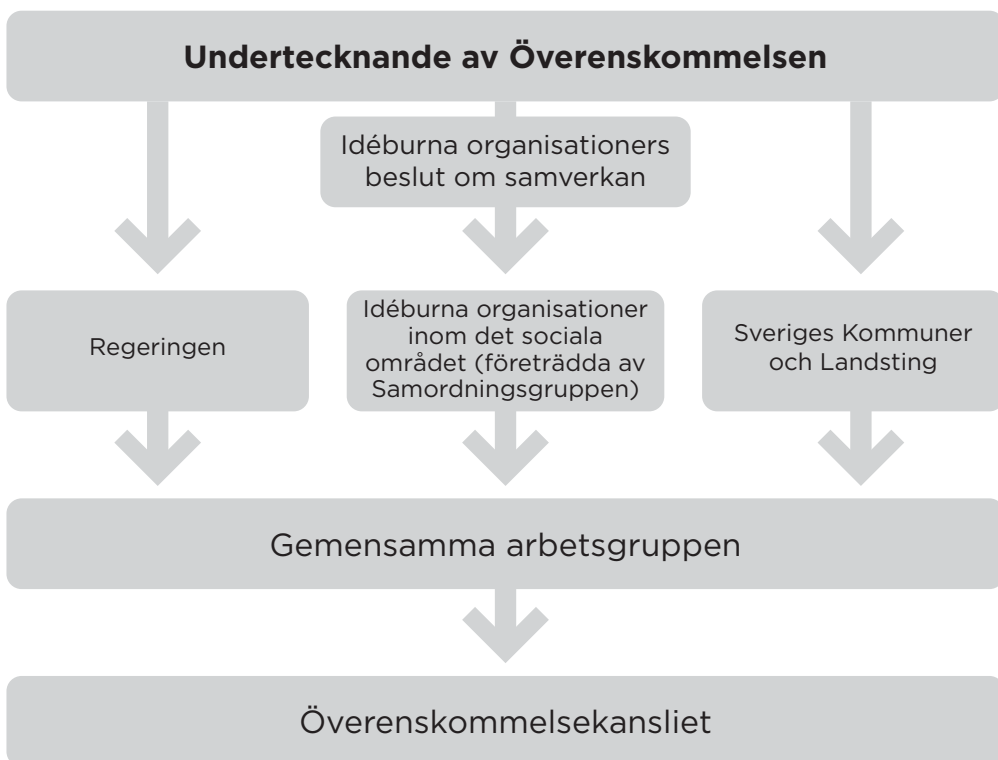 Undertecknande av Överenskommelsen
Idéburna organisationers
beslut om samverkan
Regeringen
Idéburna organisationer
inom det sociala
området (företrädda av
Samordningsgruppen)
Sveriges Kommuner
och Landsting
Gemensamma arbetsgruppen
Överenskommelsekansliet